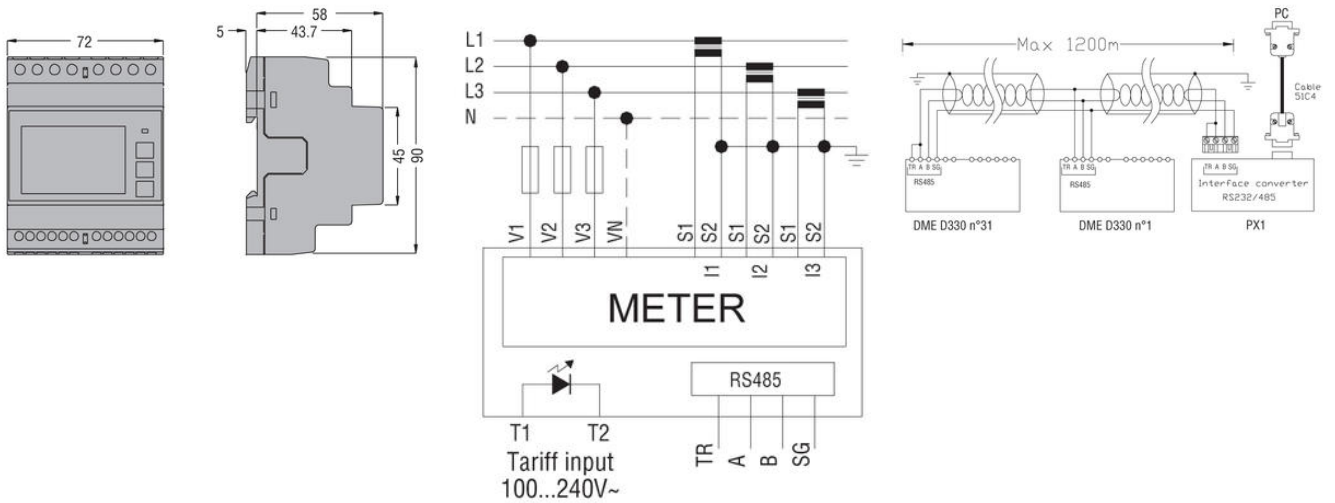 72
5
58
43.7
45
90
L1
L2
L3
N
V1
V2
V3
VN
S1
S2
S1
S2
S1
S2
I1
I2
I3
METER
RS485
T1
T2
Tariff input
100...240V~
TR
A
B
SG
PC
Max 1200m
Cable
51C4
TR A B SG
RS485
DME D330 n°31
TR A B SG
RS485
DME D330 n°1
TR A B SG
Interface converter
RS232/485
PX1